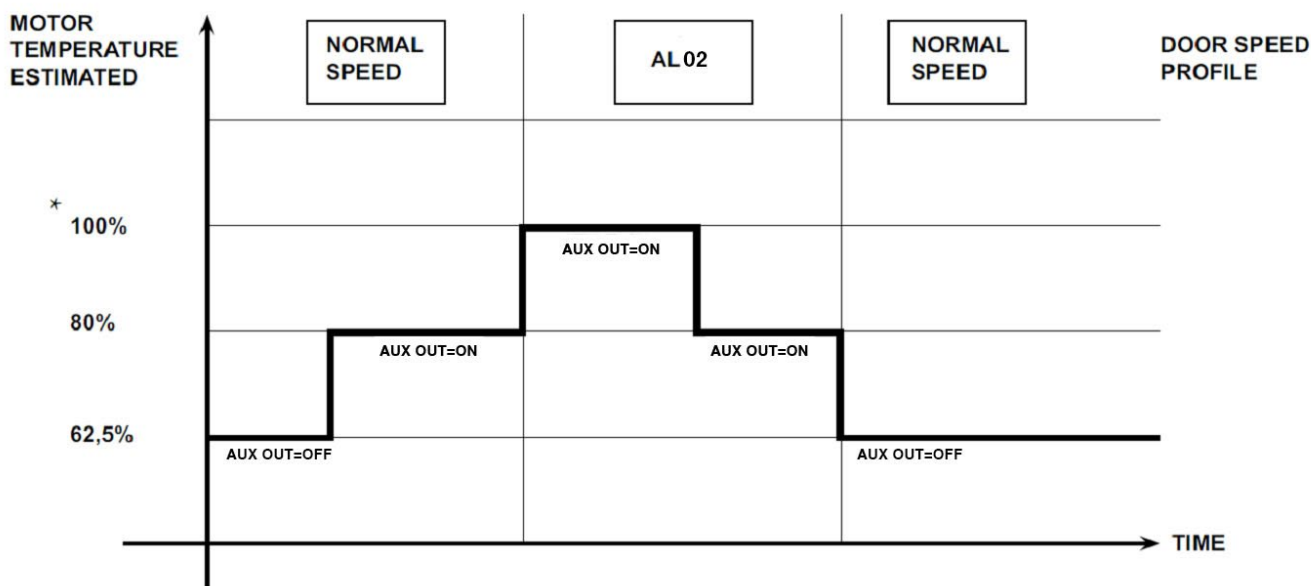 MOTOR
TEMPERATURE
ESTIMATED
NORMAL
SPEED
AL 02
NORMAL
SPEED
DOOR SPEED
PROFILE
*
100%
AUX OUT=ON
80%
AUX OUT=ON
AUX OUT=ON
62,5%
AUX OUT=OFF
AUX OUT=OFF
TIME